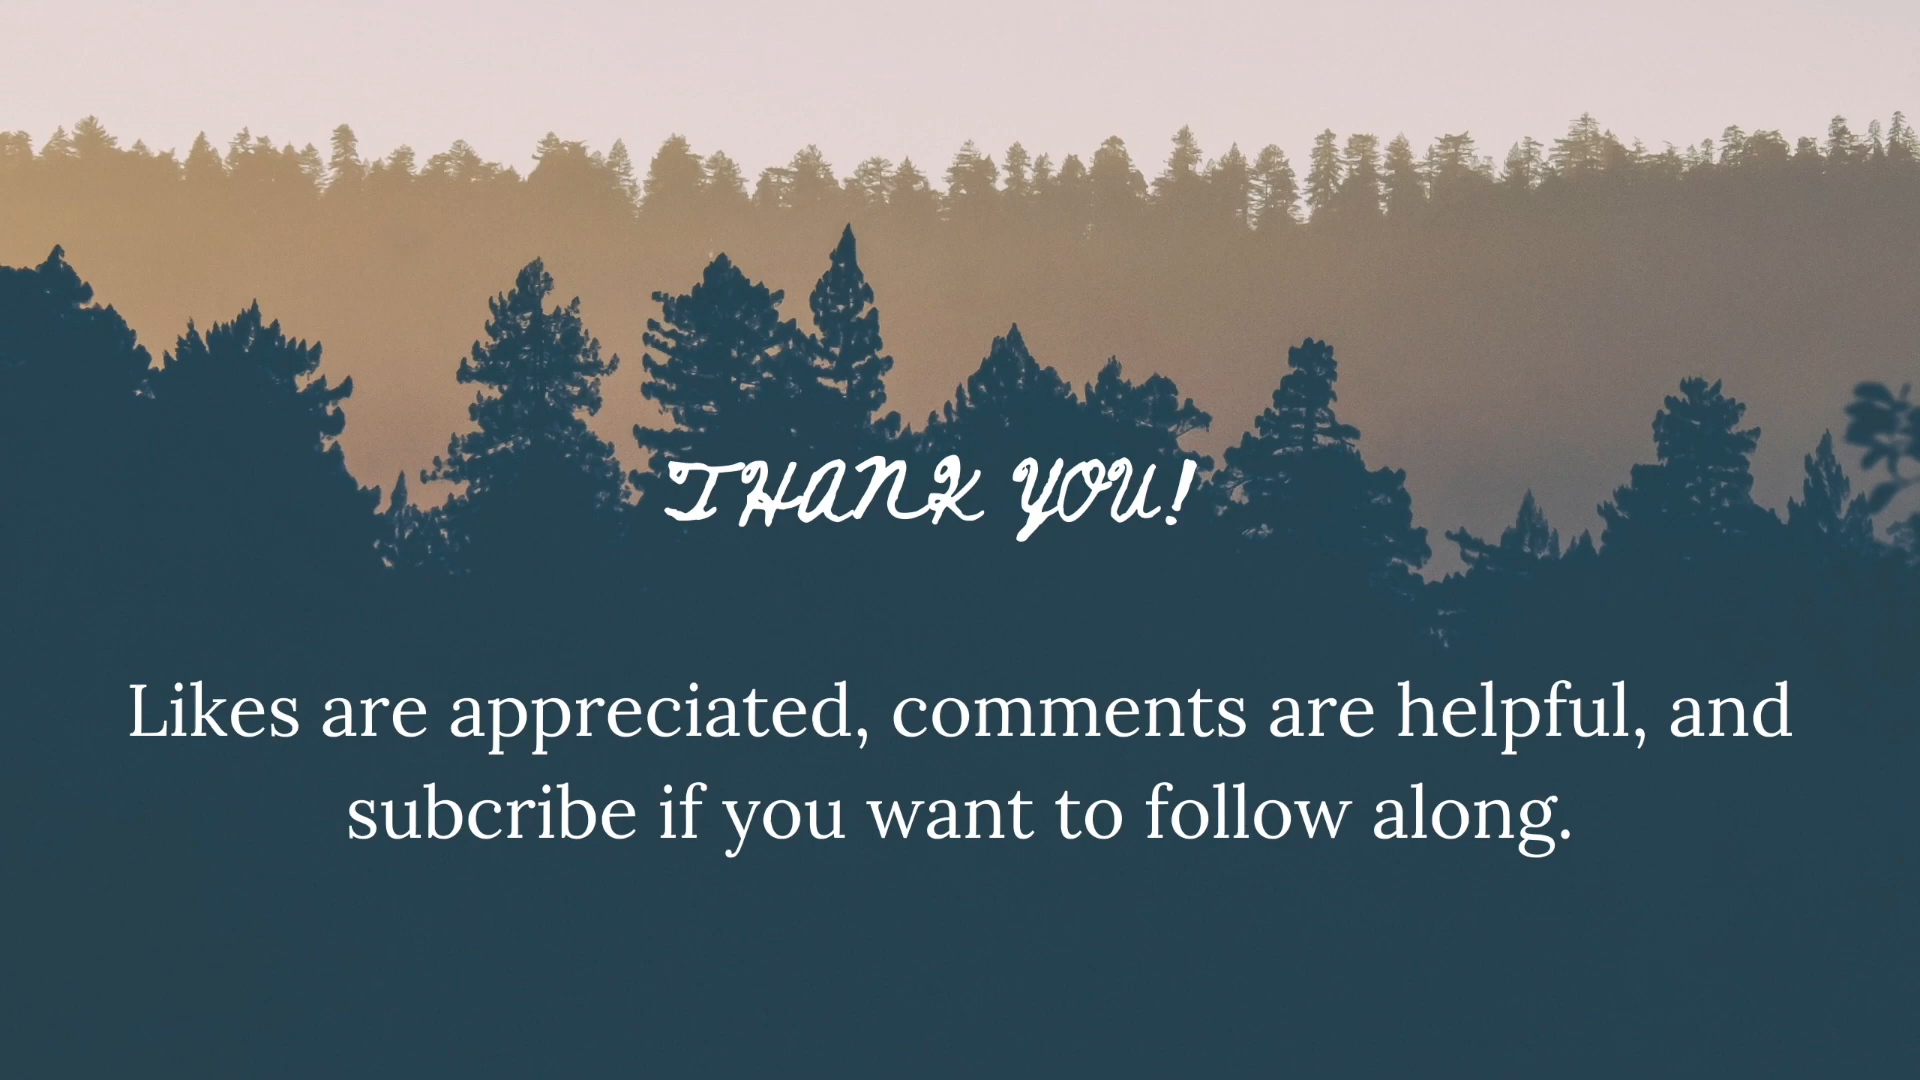 THANK YOU!
Likes are appreciated, comments are helpful, and
subcribe if you want to follow along.